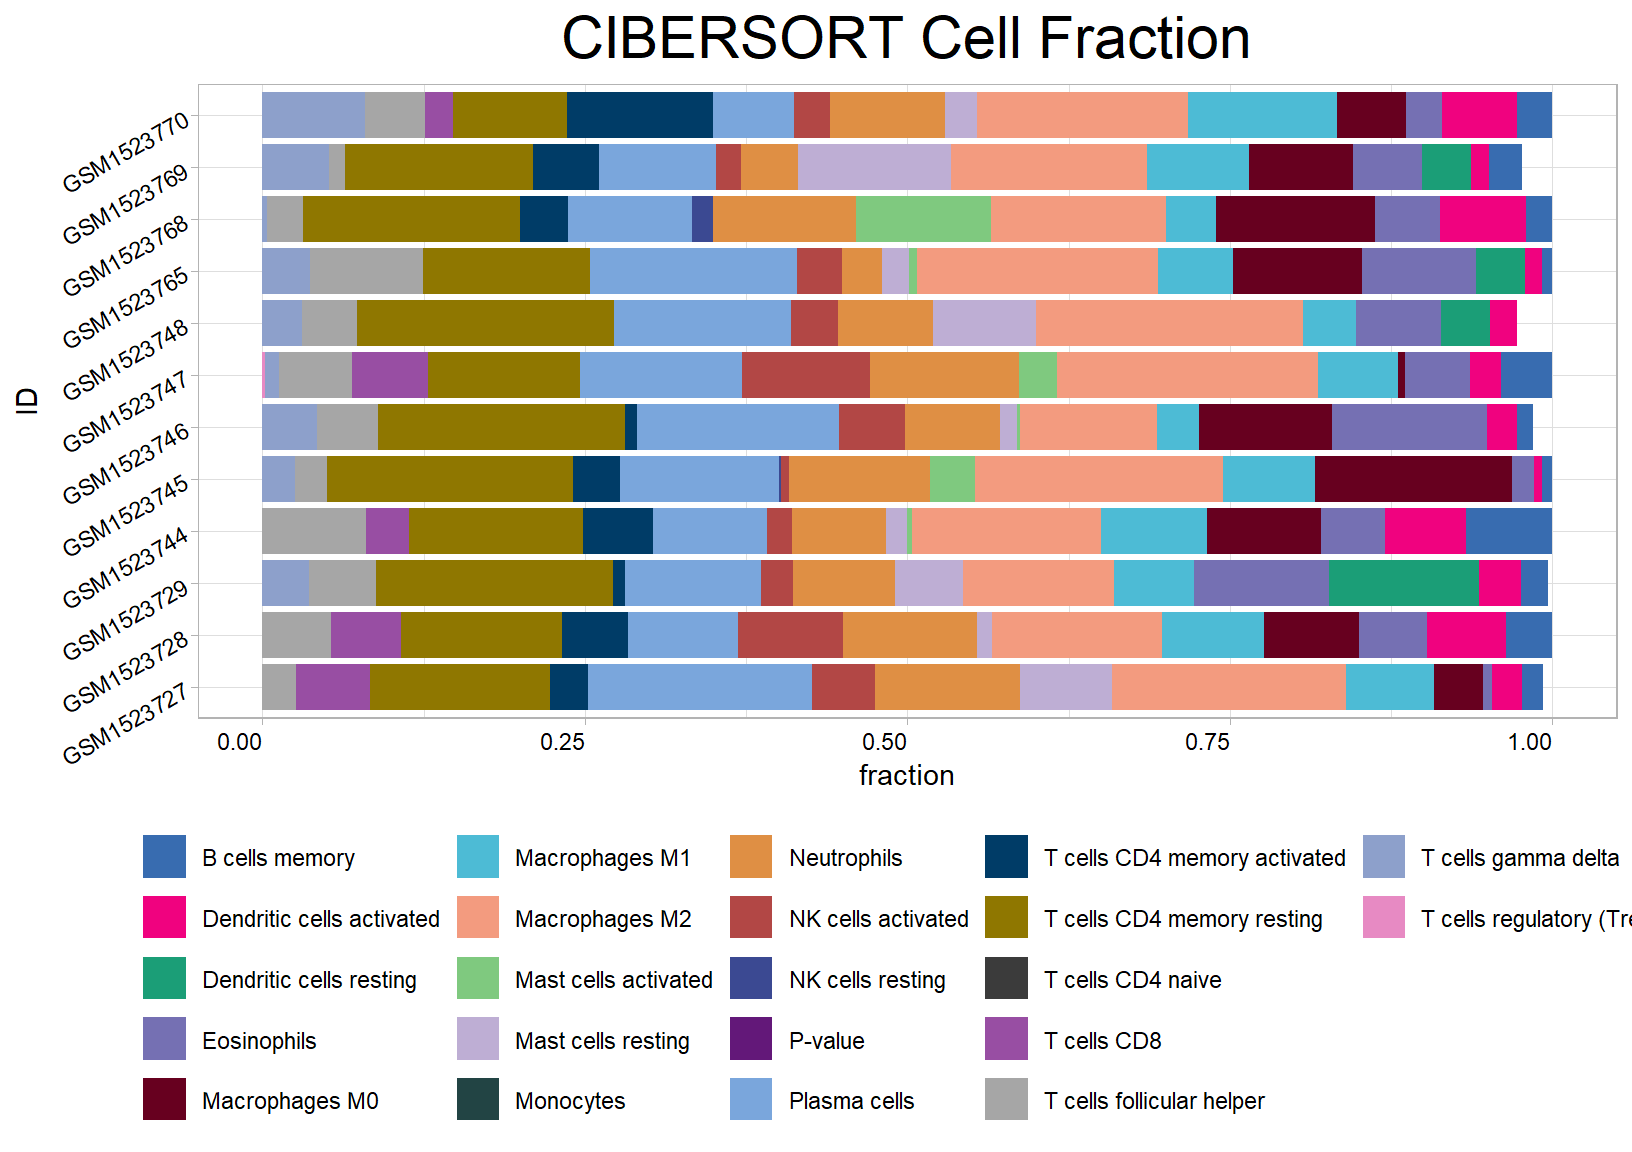 CIBERSORT Cell Fraction
GSM1523770
GSM1523769
GSM1523768
GSM1523765
GSM1523748
GSM1523747
GSM1523746
GSM1523745
GSM1523744
GSM1523729
GSM1523728
GSM1523727
ID
0.00 0.25 0.50 0.75 1.00
fraction
B cells memory Macrophages M1 Neutrophils T cells CD4 memory activated T cells gamma delta
Dendritic cells activated Macrophages M2 NK cells activated T cells CD4 memory resting T cells regulatory (Tre
Dendritic cells resting Mast cells activated NK cells resting T cells CD4 naive
Eosinophils Mast cells resting P-value T cells CD8
Macrophages M0 Monocytes Plasma cells T cells follicular helper